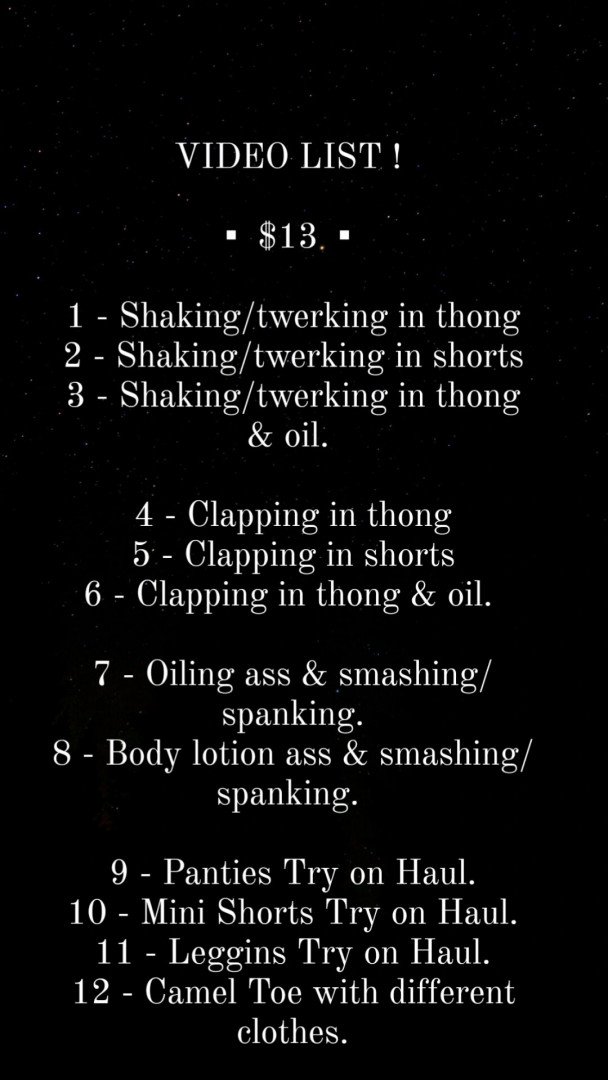 VIDEO LIST !
▪ $13. ▪
1 - Shaking/twerking in thong
2 - Shaking/twerking in shorts
3 - Shaking/twerking in thong
& oil.
4 - Clapping in thong
5 - Clapping in shorts
6 - Clapping in thong & oil.
7 - Oiling ass & smashing/
spanking.
8 - Body lotion ass & smashing/
spanking.
9 - Panties Try on Haul.
10 - Mini Shorts Try on Haul.
11 - Leggins Try on Haul.
12 - Camel Toe with different
clothes.